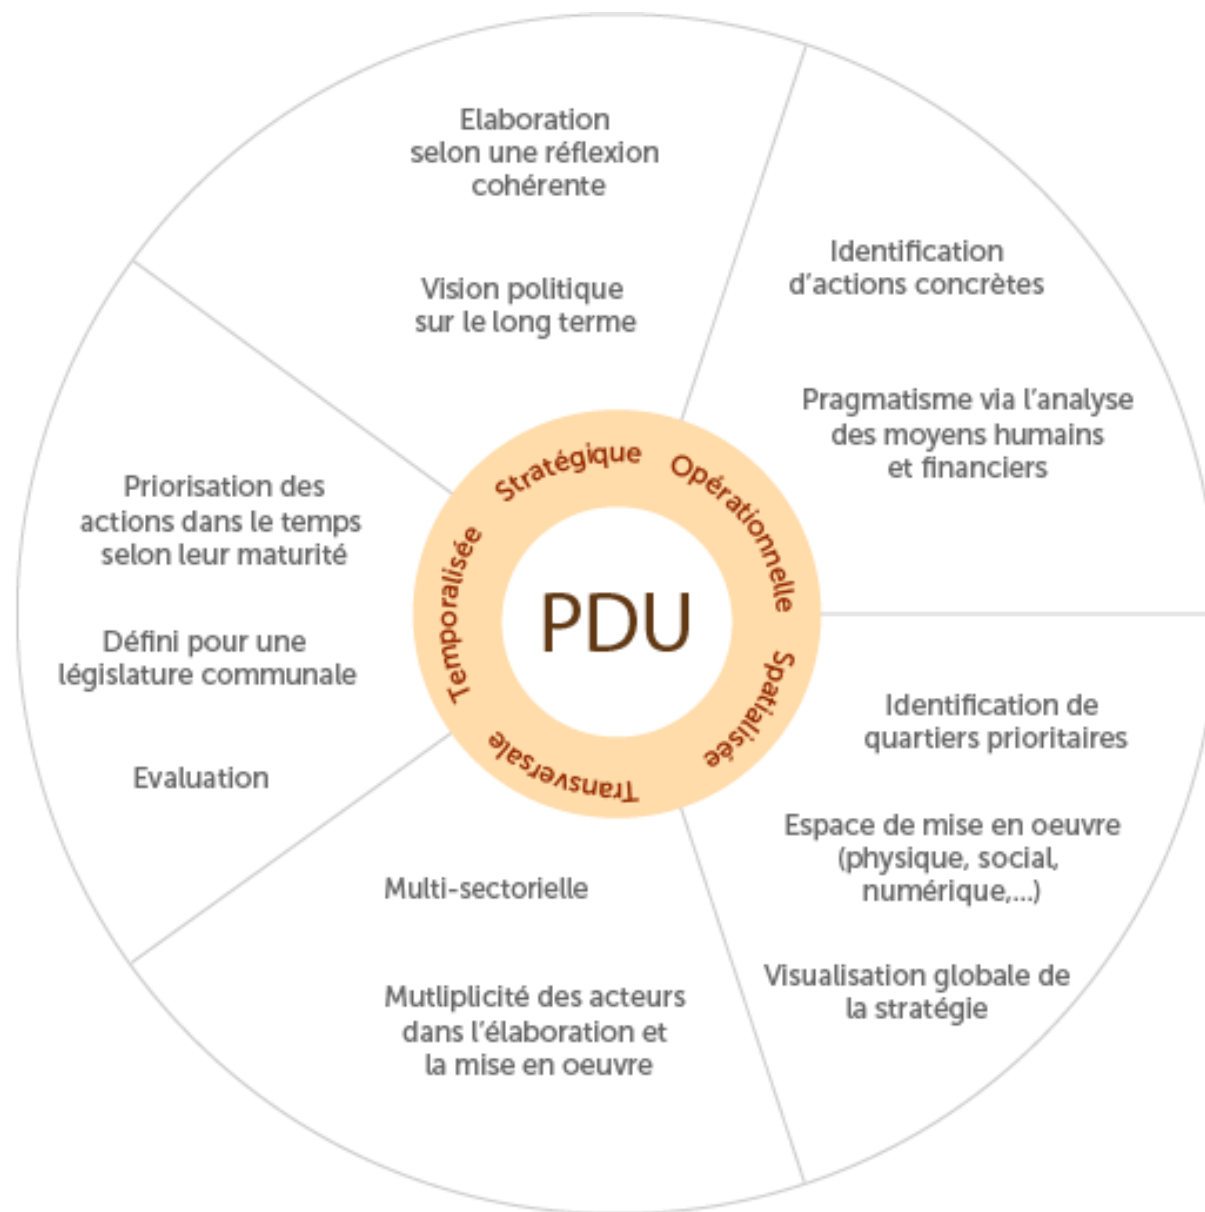 Elaboration
selon une réflexion
cohérente
Vision politique
sur le long terme
Identification
d'actions concrètes
Pragmatisme via l'analyse
des moyens humains
et financiers
Priorisation des
actions dans le temps
selon leur maturité
Défini pour une
législature communale
Evaluation
Stratégique
Opérationnelle
Spatialisée
Transversale
Temporalisée
PDU
Identification de
quartiers prioritaires
Espace de mise en oeuvre
(physique, social,
numérique,...)
Visualisation globale de
la stratégie
Multi-sectorielle
Mutliplicité des acteurs
dans l'élaboration et
la mise en oeuvre